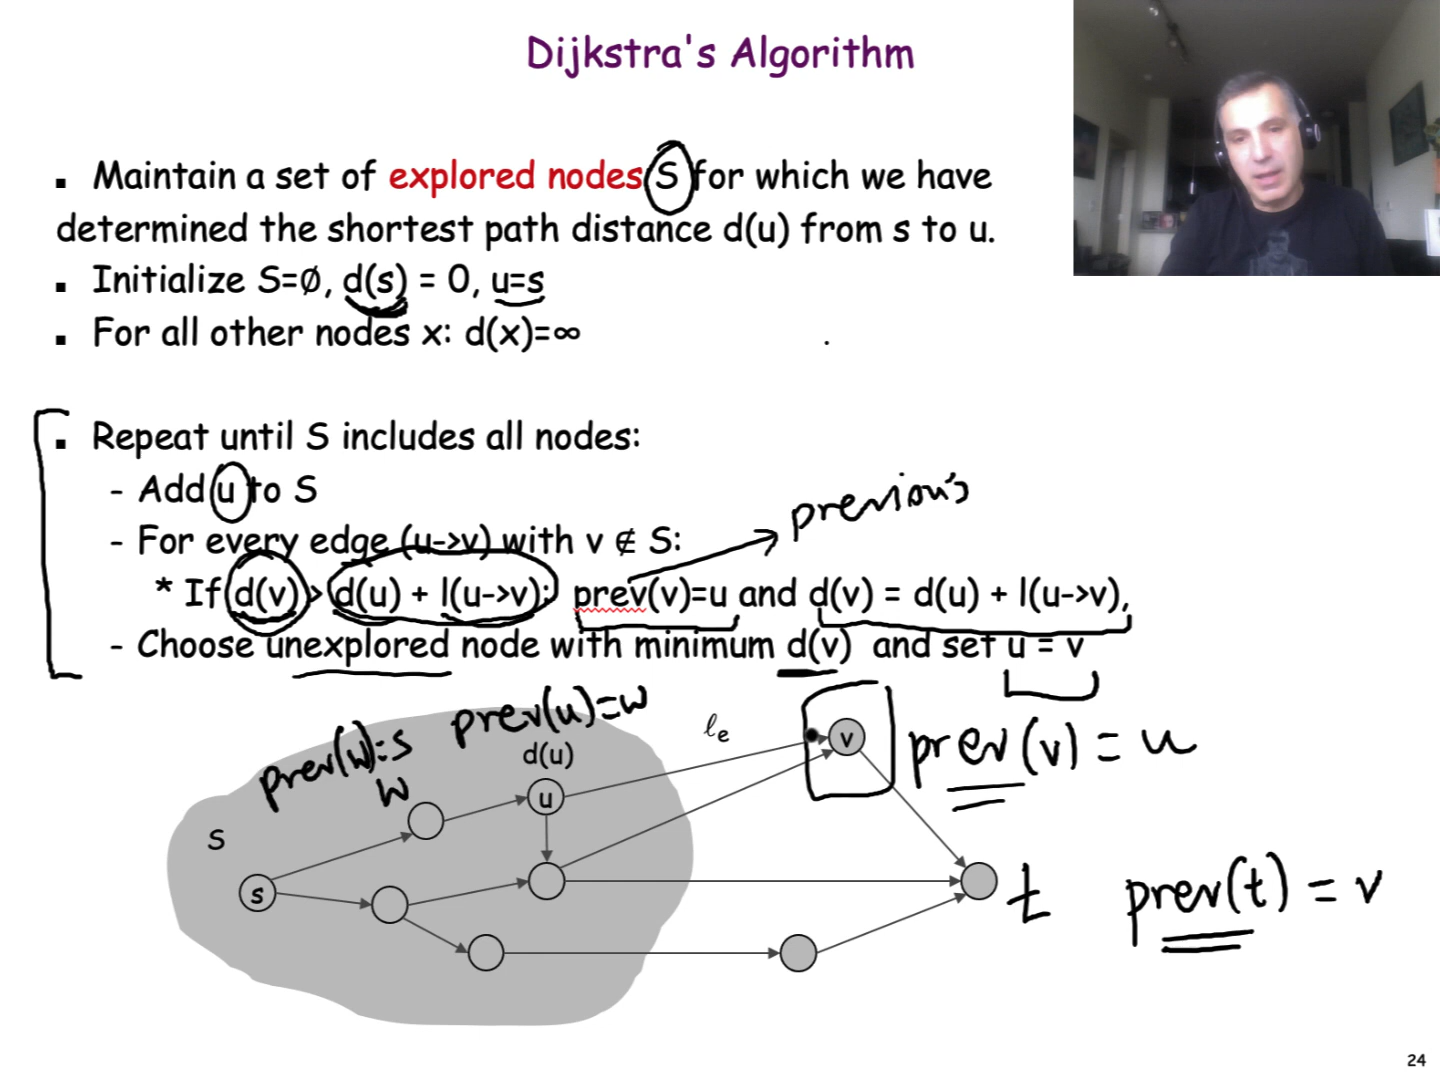 Dijkstra's Algorithm
▪ Maintain a set of explored nodes S for which we have
determined the shortest path distance d(u) from s to u.
▪ Initialize S=∅, d(s) = 0, u=s
▪ For all other nodes x: d(x)=∞
▪ Repeat until S includes all nodes:
- Add u to S
- For every edge (u->v) with v ∉ S:
previous
* If d(v) > d(u) + l(u->v): prev(v)=u and d(v) = d(u) + l(u->v),
- Choose unexplored node with minimum d(v) and set u = v
prev(u)=w
prev(w)=s
ℓe
d(u)
v
prev(v) = u
w
u
S
s
t
prev(t) = v
24